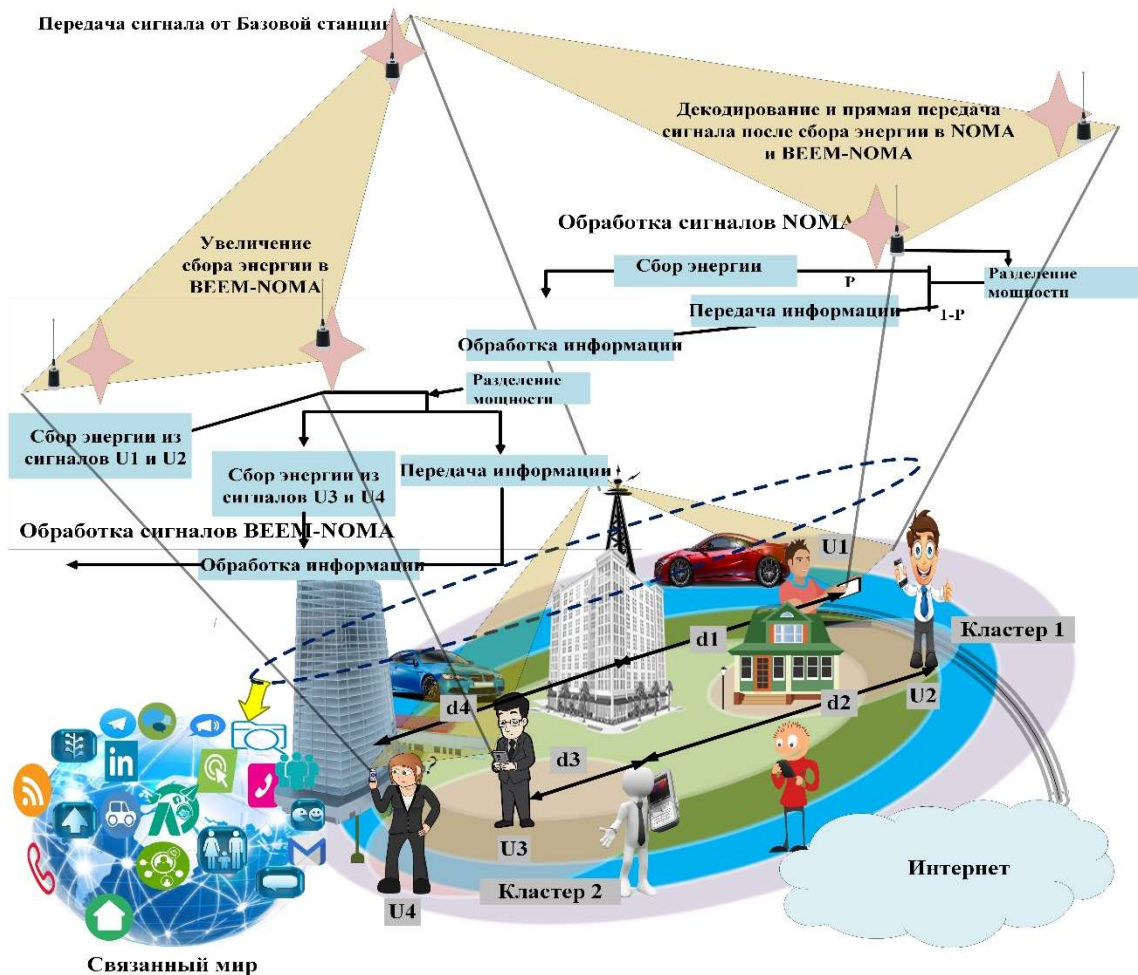 Передача сигнала от Базовой станции
Декодирование и прямая передача
сигнала после сбора энергии в NOMA
и BEEM-NOMA
Обработка сигналов NOMA
Увеличение
сбора энергии в
BEEM-NOMA
Сбор энергии
P
Разделение
мощности
Передача информации
1-P
Обработка информации
Разделение
мощности
Сбор энергии из
сигналов U1 и U2
Сбор энергии из
сигналов U3 и U4
Передача информации
Обработка сигналов BEEM-NOMA
Обработка информации
U1
Кластер 1
d1
U2
d2
d4
d3
in
U3
Кластер 2
U4
Интернет
Связанный мир